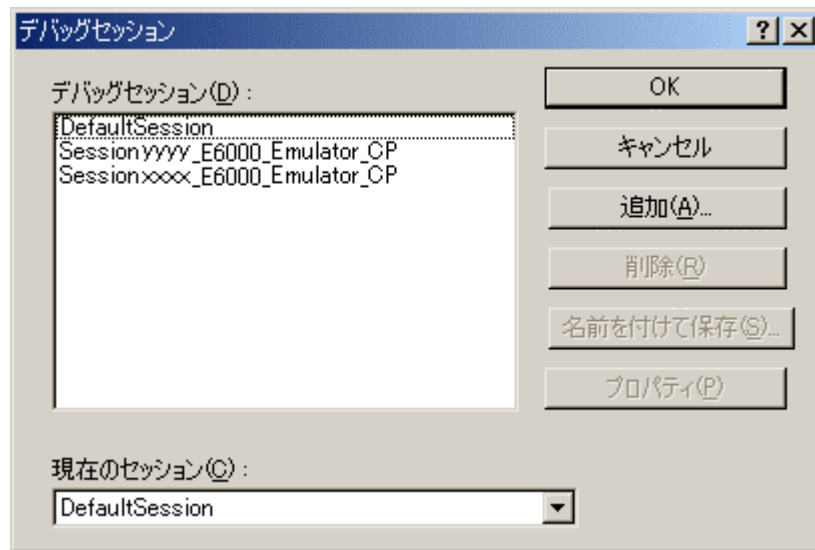 デバッグセッション
デバッグセッション(D) :
DefaultSession
Sessionyyyy_E6000_Emulator_CP
Sessionxxxx_E6000_Emulator_CP
OK
キャンセル
追加(A)...
削除(R)
名前を付けて保存(S)...
プロパティ(P)
現在のセッション(C) :
DefaultSession